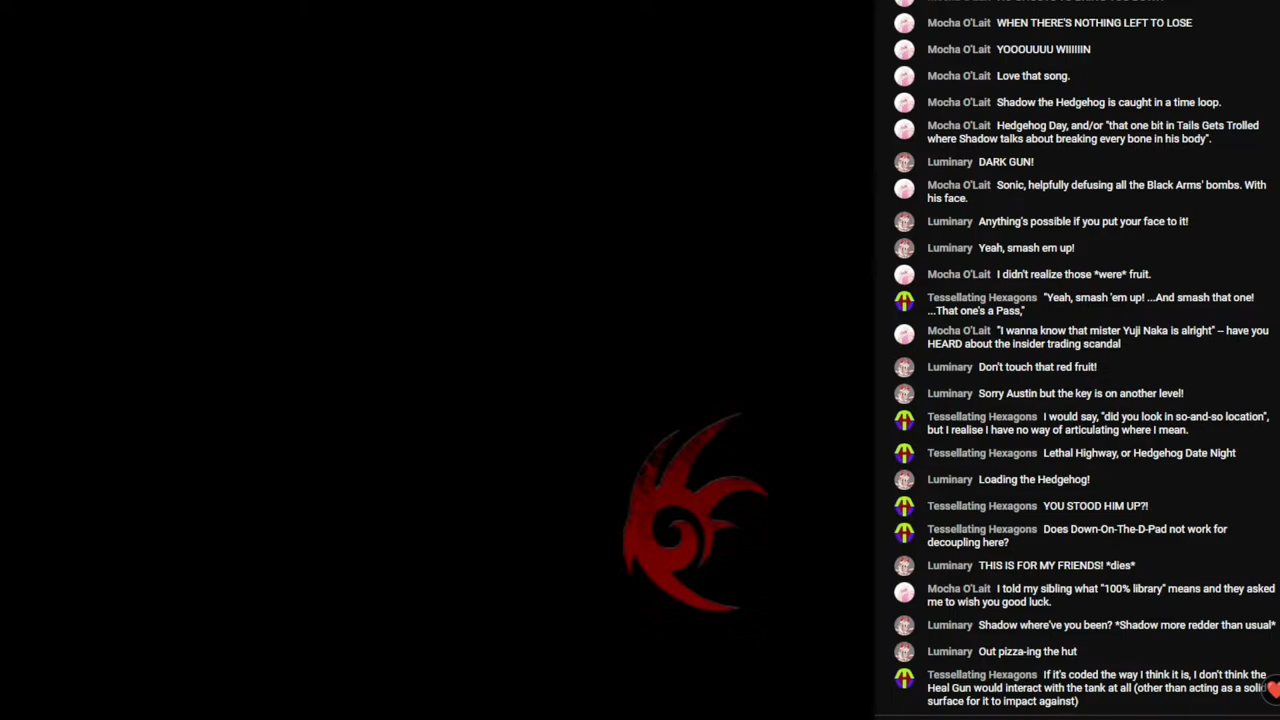 Mocha O'Lait WHEN THERE'S NOTHING LEFT TO LOSE
Mocha O'Lait YOOOUUUU WIIIIIIN
Mocha O'Lait Love that song.
Mocha O'Lait Shadow the Hedgehog is caught in a time loop.
Mocha O'Lait Hedgehog Day, and/or "that one bit in Tails Gets Trolled
where Shadow talks about breaking every bone in his body".
Luminary DARK GUN!
Mocha O'Lait Sonic, helpfully defusing all the Black Arms' bombs. With
his face.
Luminary Anything's possible if you put your face to it!
Luminary Yeah, smash em up!
Mocha O'Lait I didn't realize those *were* fruit.
Tessellating Hexagons "Yeah, smash 'em up! ...And smash that one!
...That one's a Pass,"
Mocha O'Lait "I wanna know that mister Yuji Naka is alright" – have you
HEARD about the insider trading scandal
Luminary Don't touch that red fruit!
Luminary Sorry Austin but the key is on another level!
Tessellating Hexagons I would say, "did you look in so-and-so location",
but I realise I have no way of articulating where I mean.
Tessellating Hexagons Lethal Highway, or Hedgehog Date Night
Luminary Loading the Hedgehog!
Tessellating Hexagons YOU STOOD HIM UP?!
Tessellating Hexagons Does Down-On-The-D-Pad not work for
decoupling here?
Luminary THIS IS FOR MY FRIENDS! *dies*
Mocha O'Lait I told my sibling what "100% library" means and they asked
me to wish you good luck.
Luminary Shadow where've you been? *Shadow more redder than usual*
Luminary Out pizza-ing the hut
Tessellating Hexagons If it's coded the way I think it is, I don't think the
Heal Gun would interact with the tank at all (other than acting as a solid
surface for it to impact against)